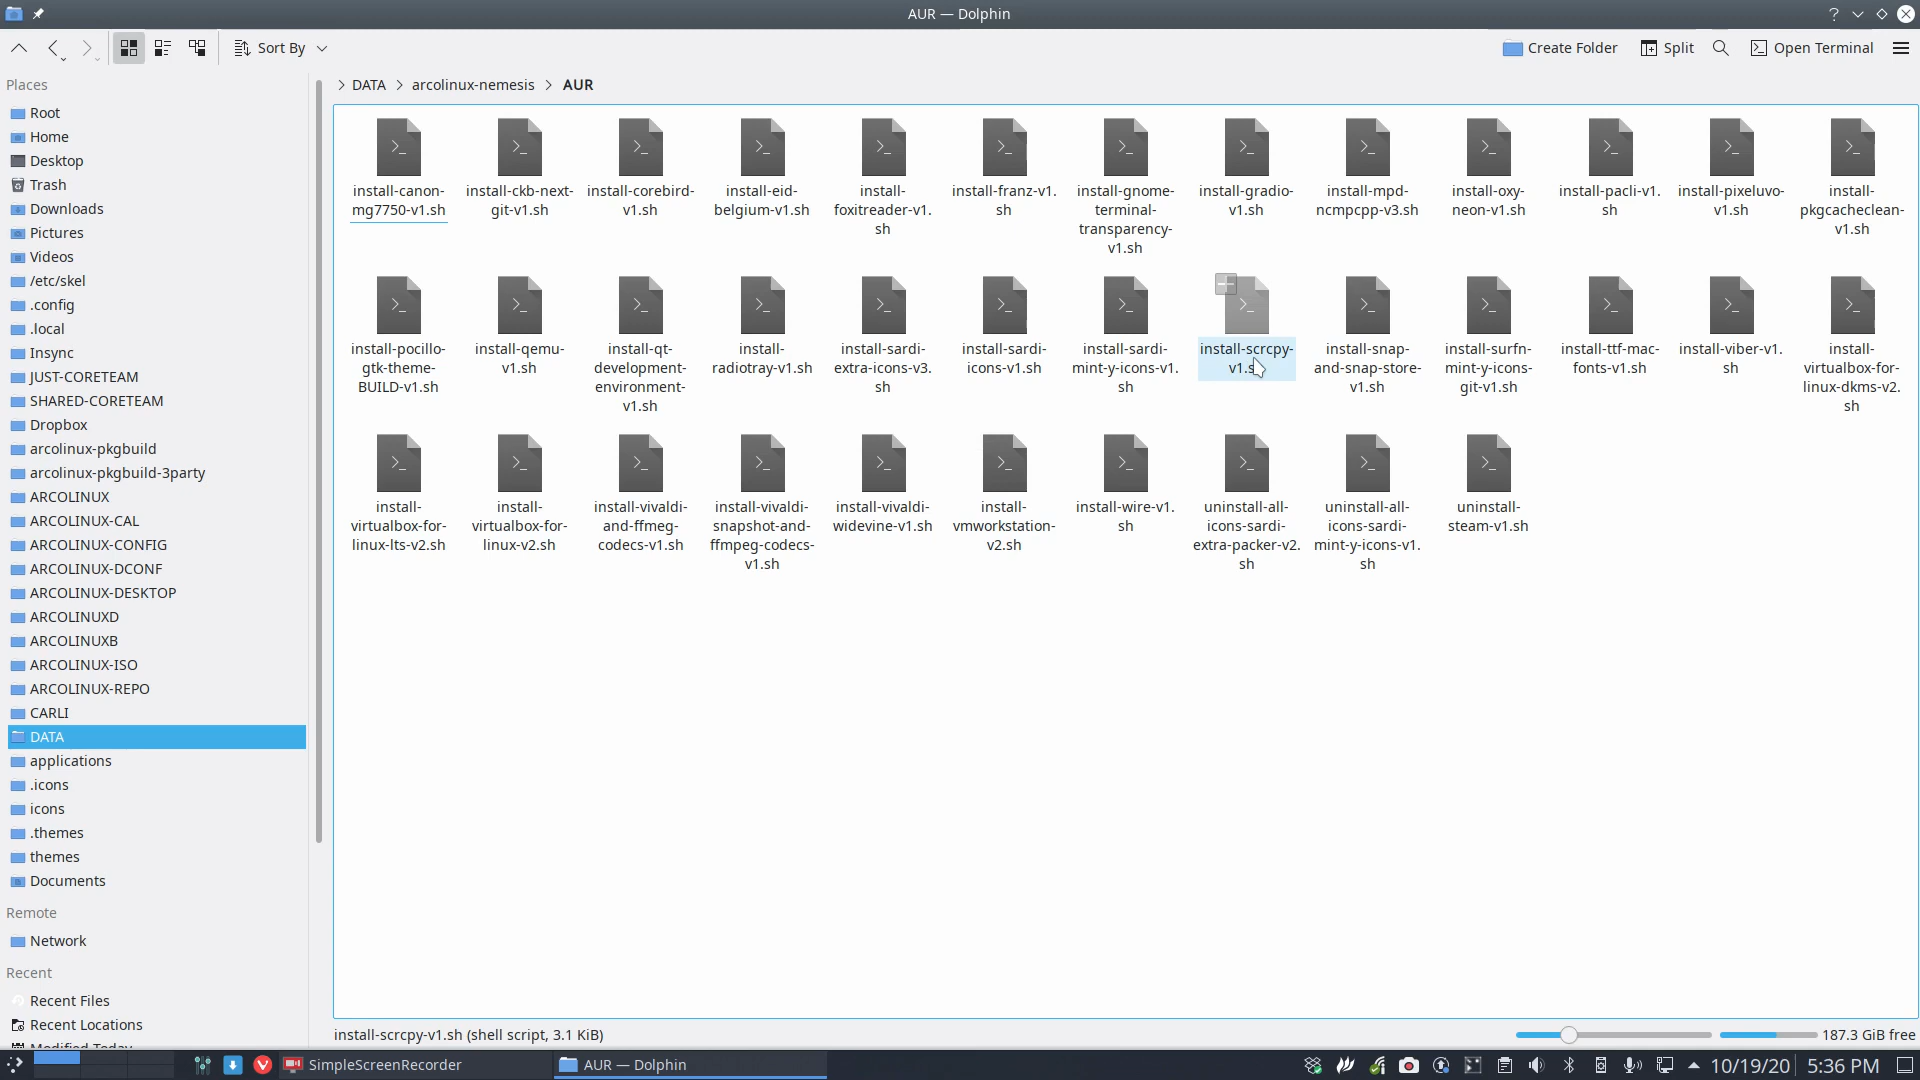 AUR — Dolphin
Sort By
Create Folder
Split
Open Terminal
Places
Root
Home
Desktop
Trash
Downloads
Pictures
Videos
/etc/skel
.config
.local
Insync
JUST-CORETEAM
SHARED-CORETEAM
Dropbox
arcolinux-pkgbuild
arcolinux-pkgbuild-3party
ARCOLINUX
ARCOLINUX-CAL
ARCOLINUX-CONFIG
ARCOLINUX-DCONF
ARCOLINUX-DESKTOP
ARCOLINUXD
ARCOLINUXB
ARCOLINUX-ISO
ARCOLINUX-REPO
CARLI
DATA
applications
.icons
icons
.themes
themes
Documents
Remote
Network
Recent
Recent Files
Recent Locations
Modified Today
> DATA > arcolinux-nemesis > AUR
install-canon-
mg7750-v1.sh
install-ckb-next-
git-v1.sh
install-corebird-
v1.sh
install-eid-
belgium-v1.sh
install-
foxitreader-v1.
sh
install-franz-v1.
sh
install-gnome-
terminal-
transparency-
v1.sh
install-gradio-
v1.sh
install-mpd-
ncmpcpp-v3.sh
install-oxy-
neon-v1.sh
install-pacli-v1.
sh
install-pixeluvo-
v1.sh
install-
pkgcacheclean-
v1.sh
install-pocillo-
gtk-theme-
BUILD-v1.sh
install-qemu-
v1.sh
install-qt-
development-
environment-
v1.sh
install-
radiotray-v1.sh
install-sardi-
extra-icons-v3.
sh
install-sardi-
icons-v1.sh
install-sardi-
mint-y-icons-v1.
sh
install-scrcpy-
v1.sh
install-snap-
and-snap-store-
v1.sh
install-surfn-
mint-y-icons-
git-v1.sh
install-ttf-mac-
fonts-v1.sh
install-viber-v1.
sh
install-
virtualbox-for-
linux-dkms-v2.
sh
install-
virtualbox-for-
linux-lts-v2.sh
install-
virtualbox-for-
linux-v2.sh
install-vivaldi-
and-ffmeg-
codecs-v1.sh
install-vivaldi-
snapshot-and-
ffmpeg-codecs-
v1.sh
install-vivaldi-
widevine-v1.sh
install-
vmworkstation-
v2.sh
install-wire-v1.
sh
uninstall-all-
icons-sardi-
extra-packer-v2.
sh
uninstall-all-
icons-sardi-
mint-y-icons-v1.
sh
uninstall-
steam-v1.sh
install-scrcpy-v1.sh (shell script, 3.1 KiB)
187.3 GiB free
SimpleScreenRecorder
AUR — Dolphin
10/19/20
5:36 PM